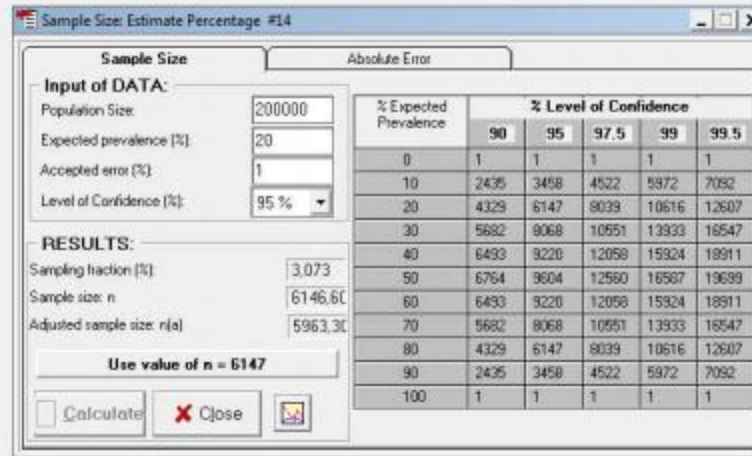 Sample Size: Estimate Percentage #14
Sample Size
Absolute Error
Input of DATA:
Population Size: 200000
Expected prevalence (%): 20
Accepted error (%): 1
Level of Confidence (%): 95 %
RESULTS:
Sampling fraction (%): 3,073
Sample size: n 6146,60
Adjusted sample size: n(a) 5963,30
Use value of n = 6147
Calculate
Close
% Expected Prevalence
% Level of Confidence
90 95 97.5 99 99.5
0 1 1 1 1 1
10 2435 3458 4522 5972 7092
20 4329 6147 8039 10616 12607
30 5682 8068 10551 13933 16547
40 6493 9220 12058 15924 18911
50 6764 9604 12560 16587 19699
60 6493 9220 12058 15924 18911
70 5682 8068 10551 13933 16547
80 4329 6147 8039 10616 12607
90 2435 3458 4522 5972 7092
100 1 1 1 1 1